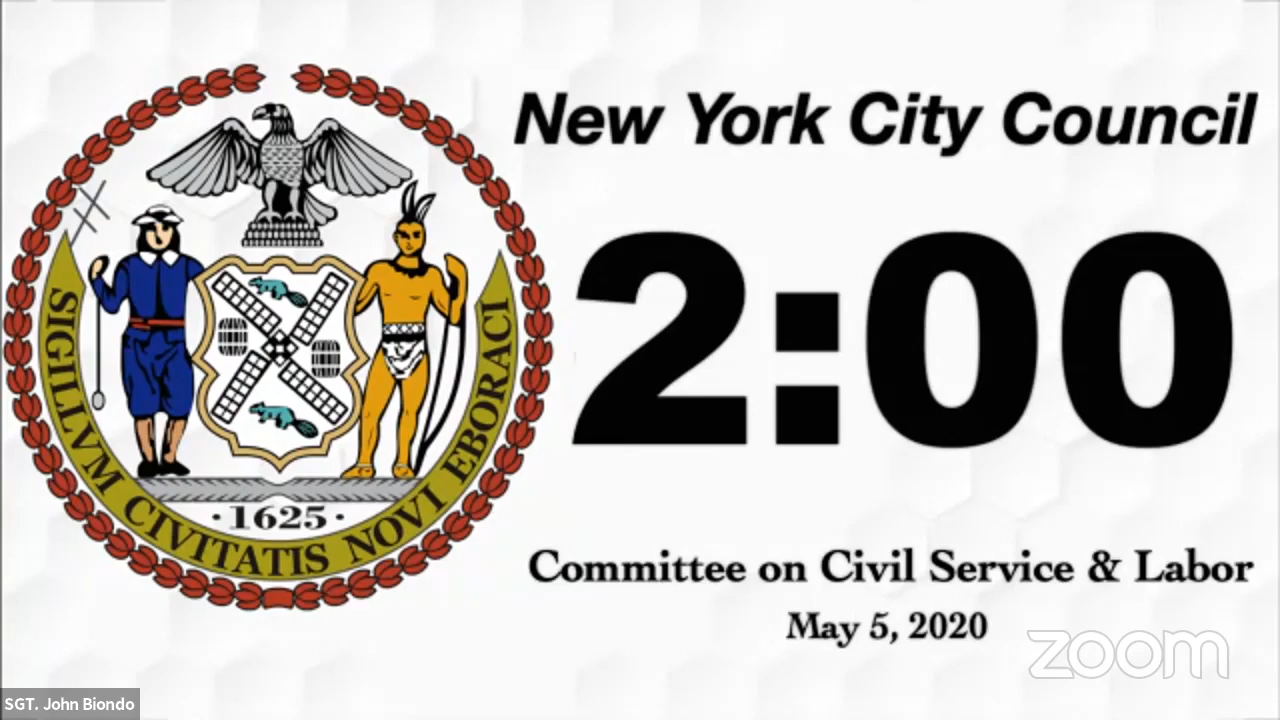 New York City Council
2:00
SIGILLVM CIVITATIS NOVI EBORACI
·1625·
Committee on Civil Service & Labor
May 5, 2020
zoom
SGT. John Biondo